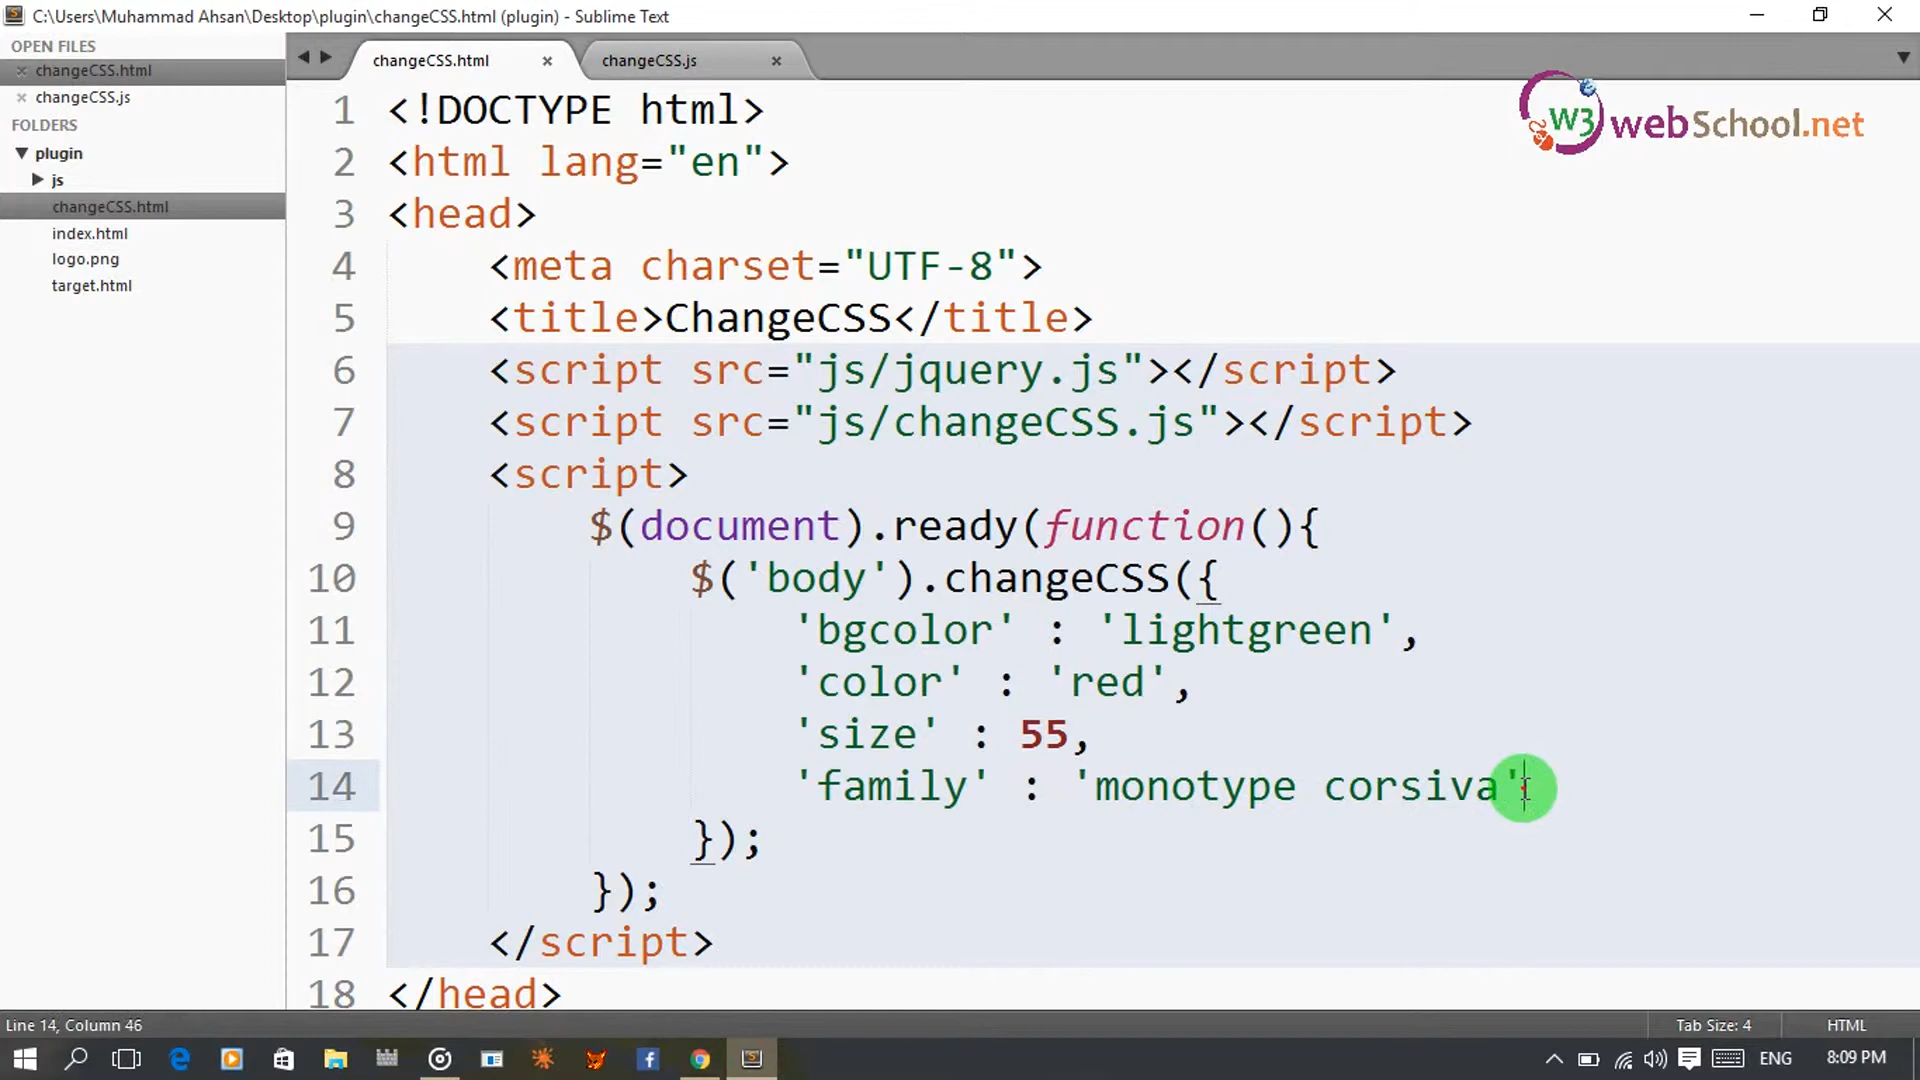 C:\Users\Muhammad Ahsan\Desktop\plugin\changeCSS.html (plugin) - Sublime Text
OPEN FILES
changeCSS.html
changeCSS.js
FOLDERS
plugin
js
changeCSS.html
index.html
logo.png
target.html
changeCSS.html
changeCSS.js
W3 webSchool.net
1 <!DOCTYPE html>
2 <html lang="en">
3 <head>
4 <meta charset="UTF-8">
5 <title>ChangeCSS</title>
6 <script src="js/jquery.js"></script>
7 <script src="js/changeCSS.js"></script>
8 <script>
9 $(document).ready(function(){
10 $('body').changeCSS({
11 'bgcolor' : 'lightgreen',
12 'color' : 'red',
13 'size' : 55,
14 'family' : 'monotype corsiva'
15 });
16 });
17 </script>
18 </head>
Line 14, Column 46
Tab Size: 4
HTML
ENG
8:09 PM